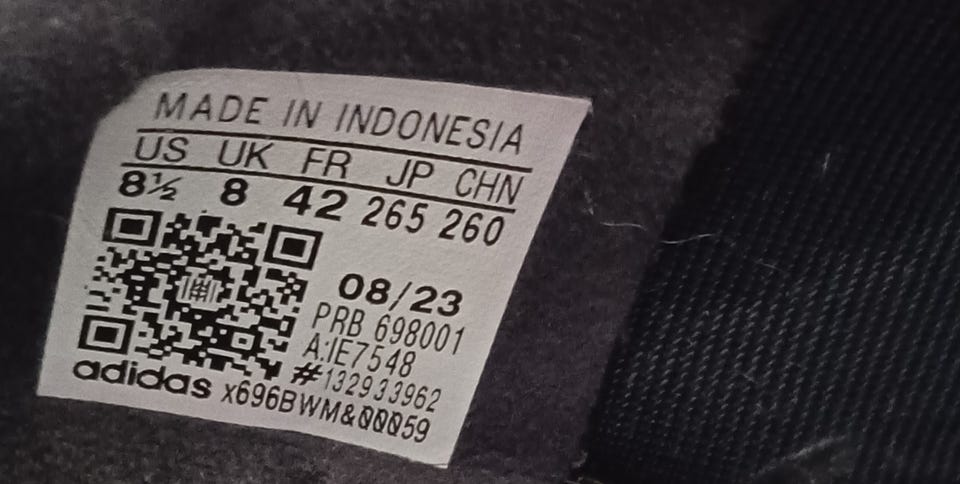 MADE IN INDONESIA
US UK FR JP CHN
8½ 8 42 265 260
08/23
PRB 698001
A:IE7548
#132933962
adidas x696BWM&00059